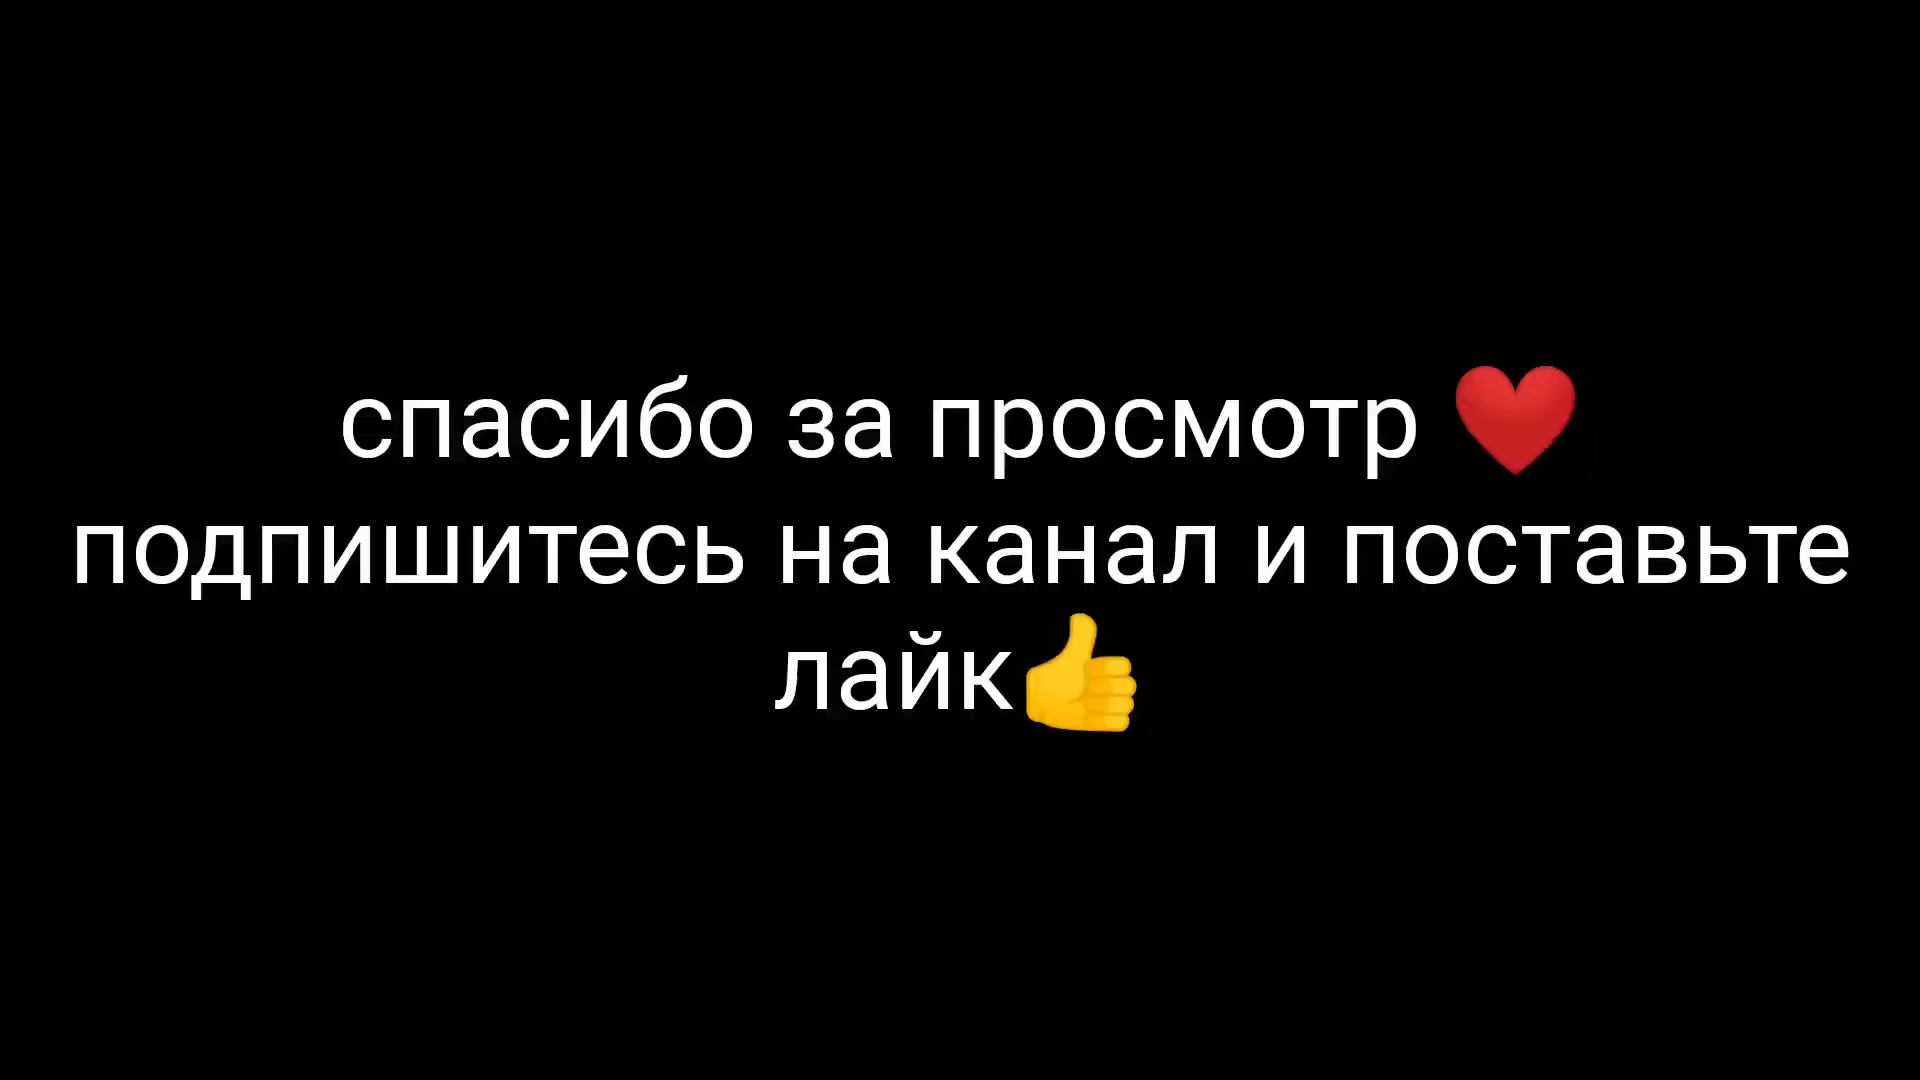 спасибо за просмотр ❤️
подпишитесь на канал и поставьте
лайк👍